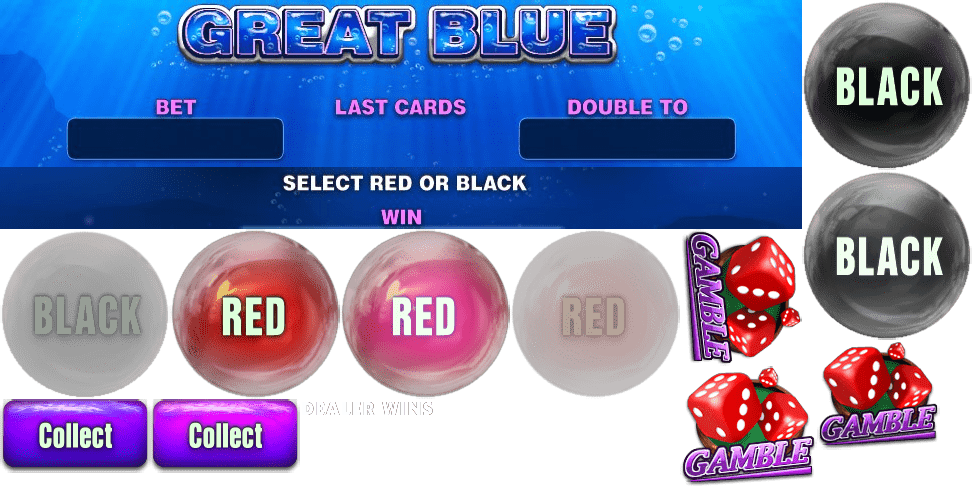 GREAT BLUE
BET
LAST CARDS
DOUBLE TO
SELECT RED OR BLACK
WIN
BLACK
BLACK
BLACK
RED
RED
RED
GAMBLE
Collect
Collect
DEALER WINS
GAMBLE
GAMBLE